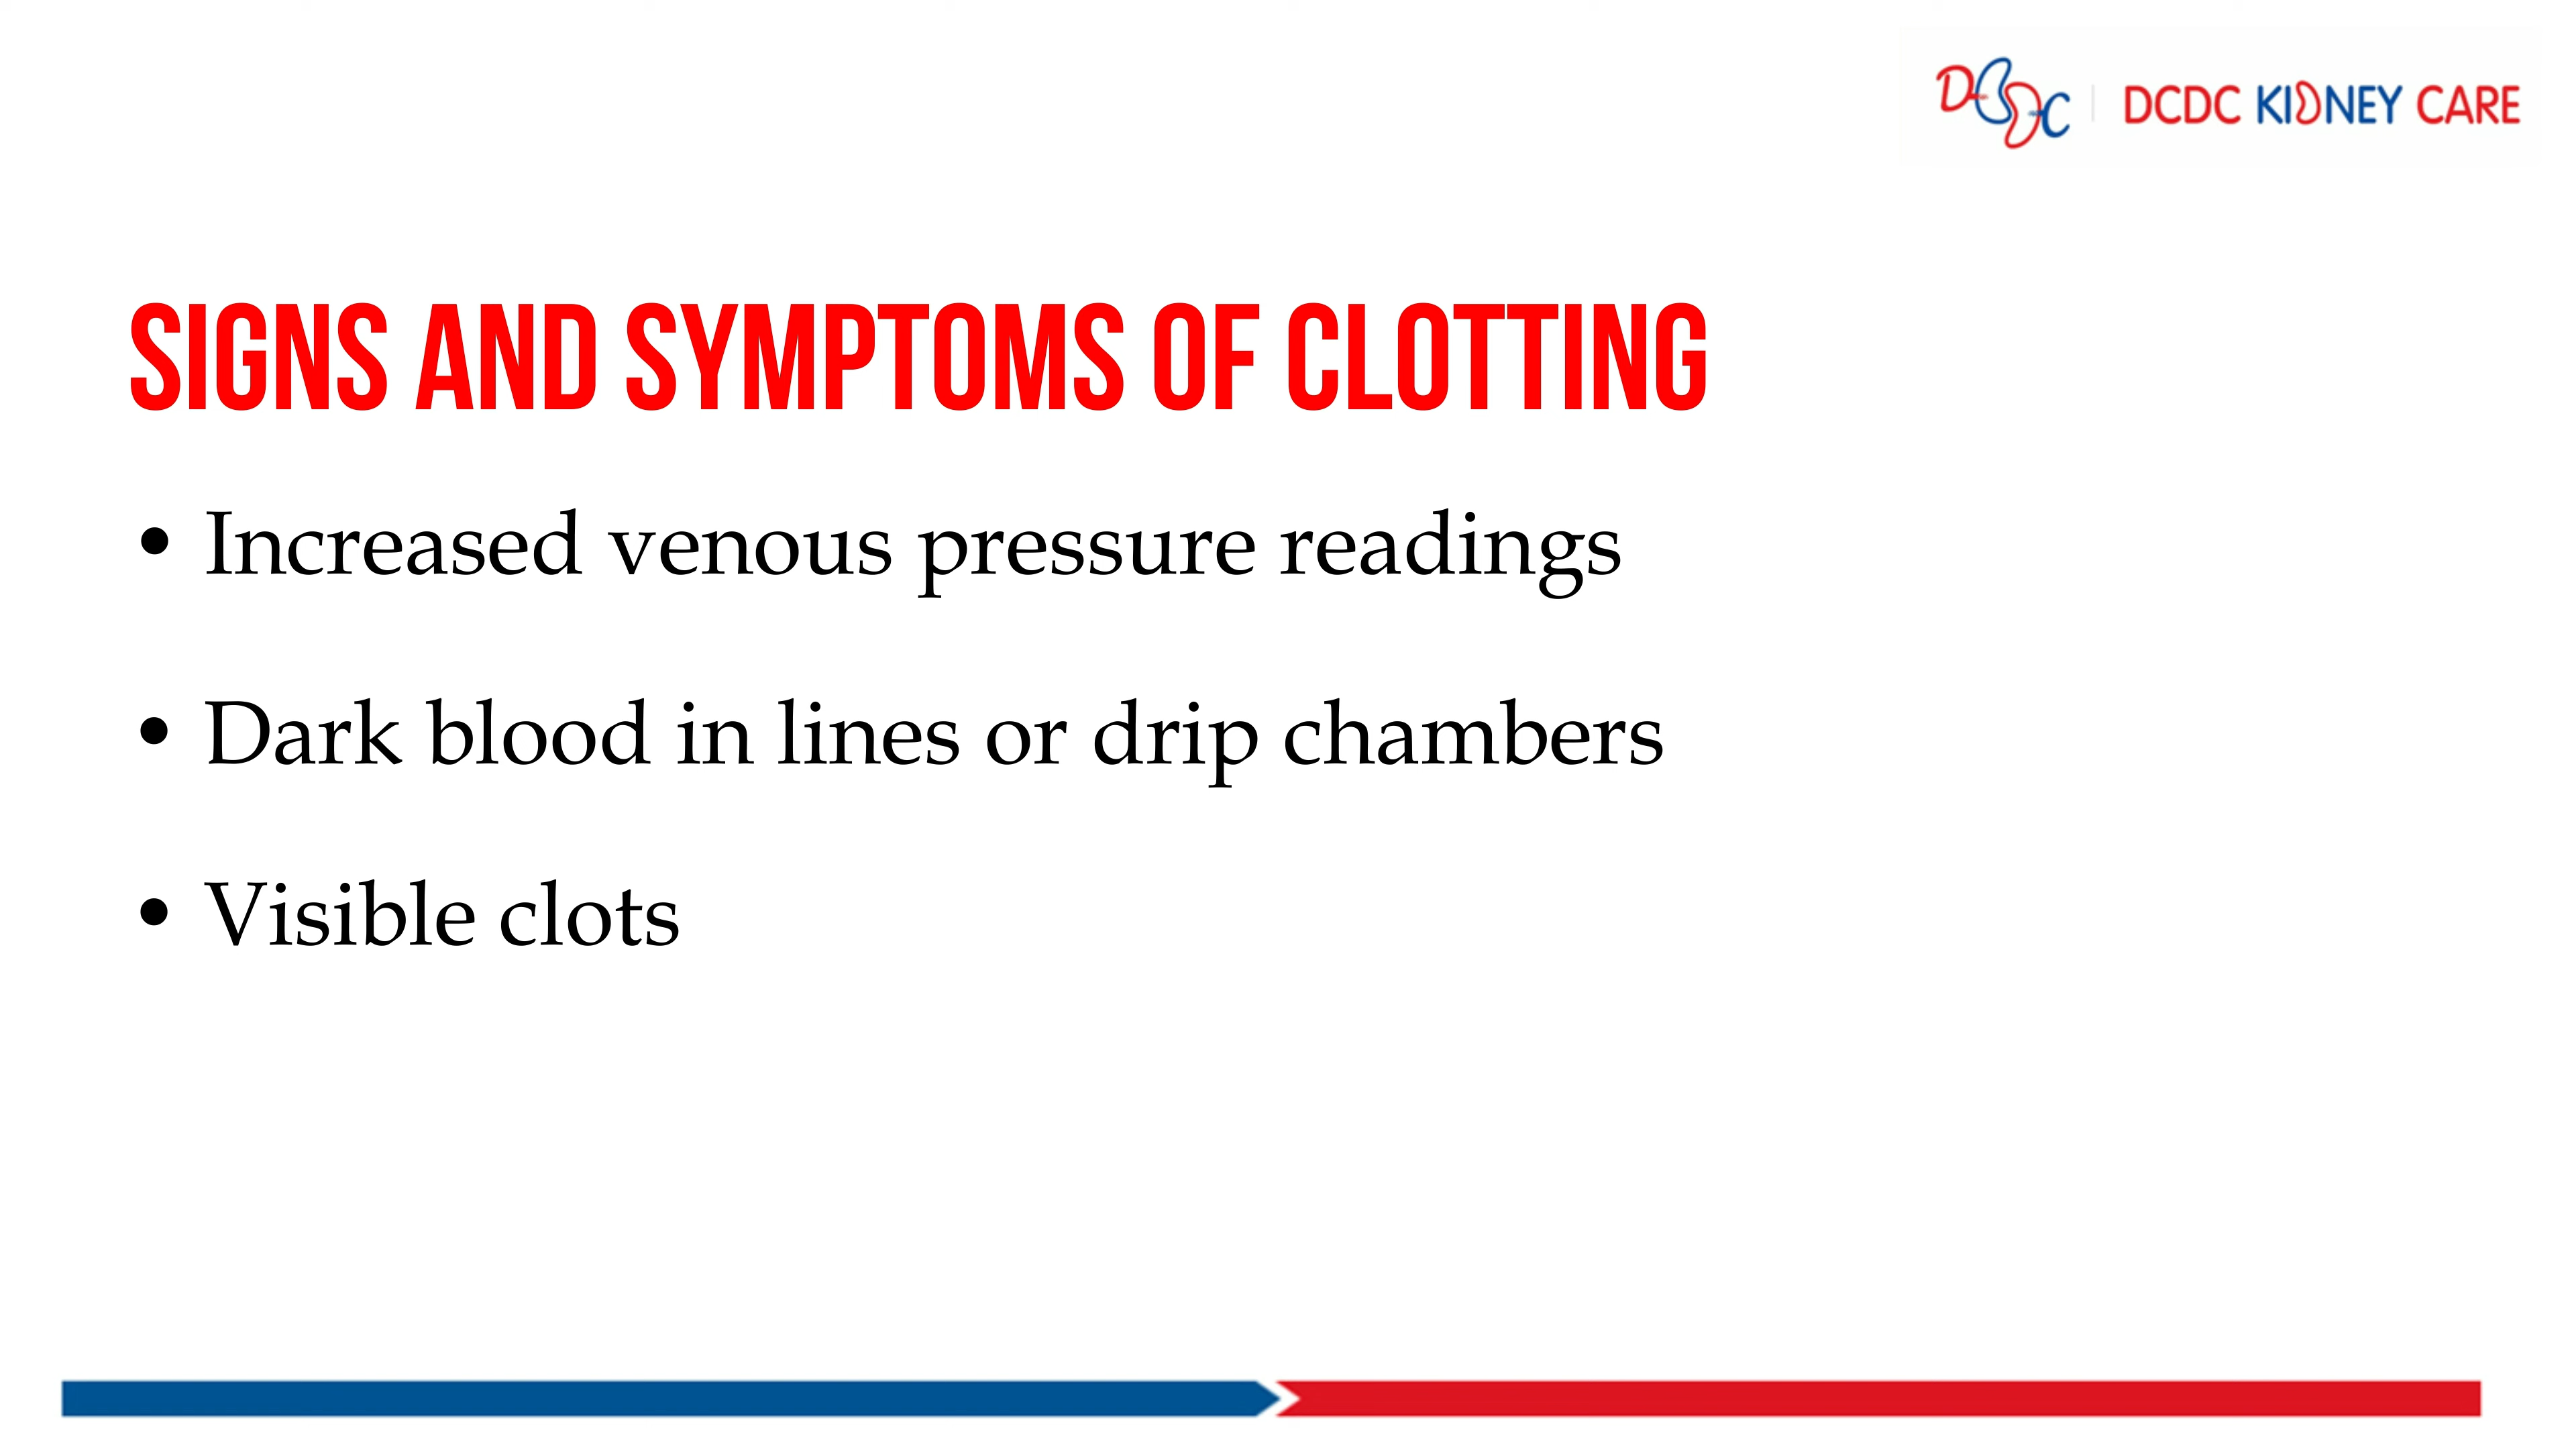 DCDC | DCDC KIDNEY CARE
SIGNS AND SYMPTOMS OF CLOTTING
• Increased venous pressure readings
• Dark blood in lines or drip chambers
• Visible clots